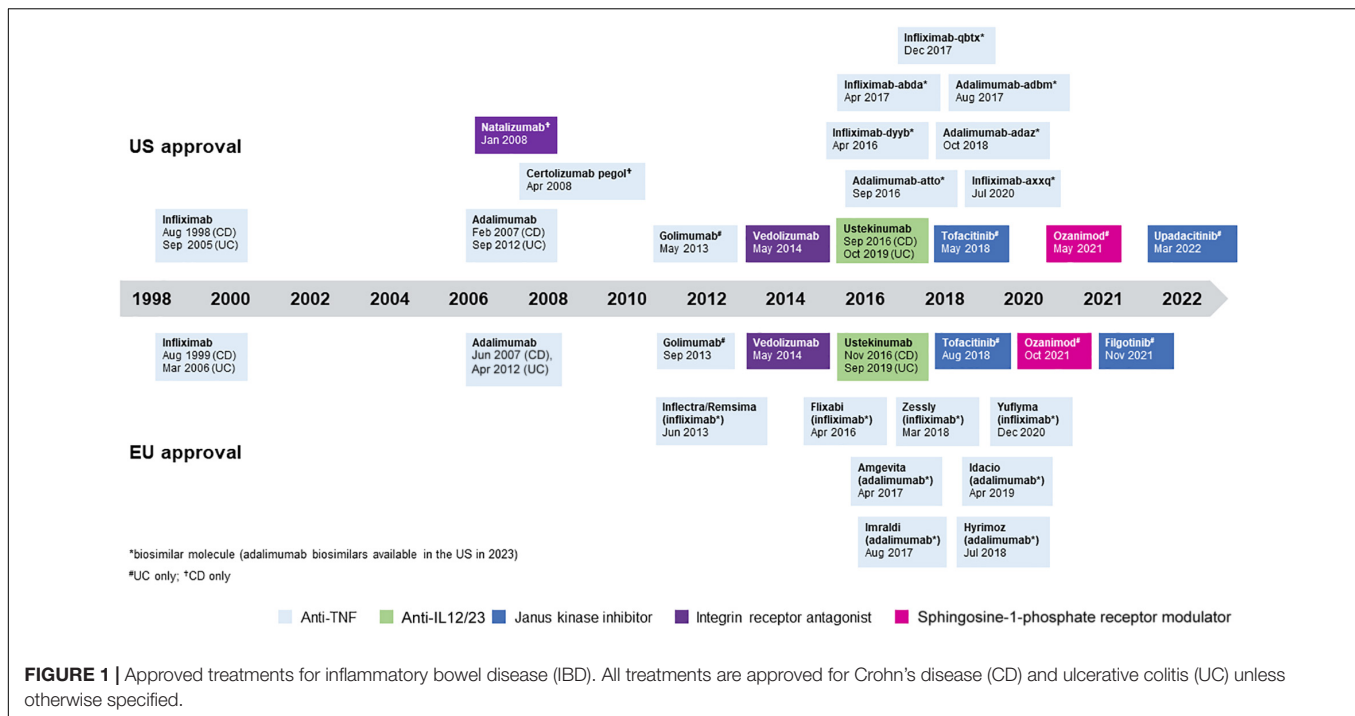 Infliximab-qbtx*
Dec 2017
Infliximab-abda*
Apr 2017
Adalimumab-adbm*
Aug 2017
Natalizumab†
Jan 2008
US approval
Infliximab-dyyb*
Apr 2016
Adalimumab-adaz*
Oct 2018
Certolizumab pegol†
Apr 2008
Adalimumab-atto*
Sep 2016
Infliximab-axxq*
Jul 2020
Infliximab
Aug 1998 (CD)
Sep 2005 (UC)
Adalimumab
Feb 2007 (CD)
Sep 2012 (UC)
Golimumab#
May 2013
Vedolizumab
May 2014
Ustekinumab
Sep 2016 (CD)
Oct 2019 (UC)
Tofacitinib#
May 2018
Ozanimod#
May 2021
Upadacitinib#
Mar 2022
1998 2000 2002 2004 2006 2008 2010 2012 2014 2016 2018 2020 2021 2022
Infliximab
Aug 1999 (CD)
Mar 2006 (UC)
Adalimumab
Jun 2007 (CD),
Apr 2012 (UC)
Golimumab#
Sep 2013
Vedolizumab
May 2014
Ustekinumab
Nov 2016 (CD)
Sep 2019 (UC)
Tofacitinib#
Aug 2018
Ozanimod#
Oct 2021
Filgotinib#
Nov 2021
Inflectra/Remsima
(infliximab*)
Jun 2013
Flixabi
(infliximab*)
Apr 2016
Zessly
(infliximab*)
Mar 2018
Yuflyma
(infliximab*)
Dec 2020
EU approval
Amgevita
(adalimumab*)
Apr 2017
Idacio
(adalimumab*)
Apr 2019
Imraldi
(adalimumab*)
Aug 2017
Hyrimoz
(adalimumab*)
Jul 2018
*biosimilar molecule (adalimumab biosimilars available in the US in 2023)
#UC only; †CD only
Anti-TNF Anti-IL12/23 Janus kinase inhibitor Integrin receptor antagonist Sphingosine-1-phosphate receptor modulator
FIGURE 1 | Approved treatments for inflammatory bowel disease (IBD). All treatments are approved for Crohn's disease (CD) and ulcerative colitis (UC) unless
otherwise specified.